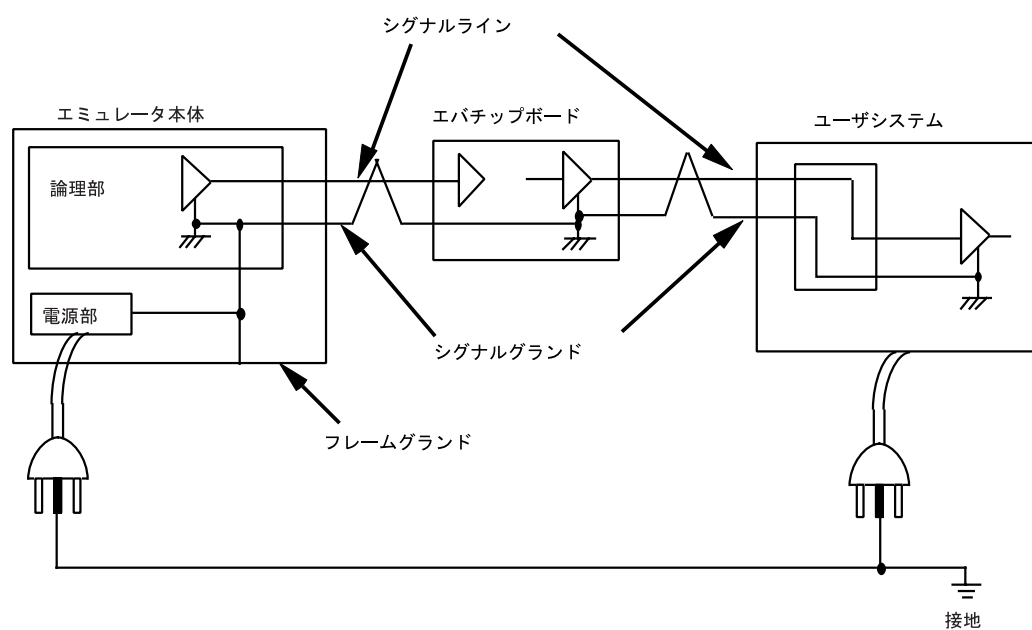 シグナルライン
エミュレータ本体
エバチップボード
ユーザシステム
論理部
電源部
シグナルグランド
フレームグランド
接地